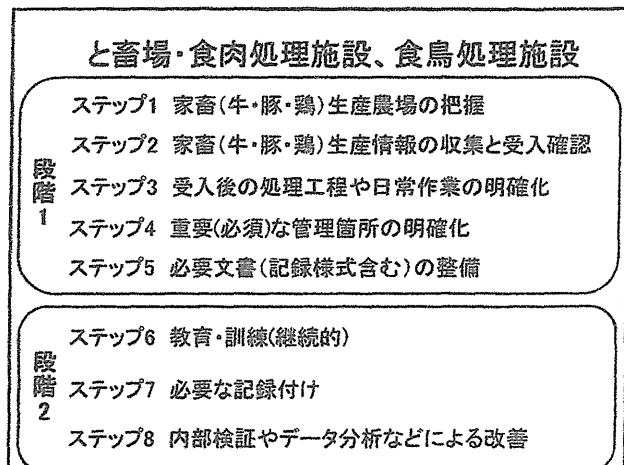 と畜場・食肉処理施設、食鳥処理施設
段階1
ステップ1 家畜(牛・豚・鶏)生産農場の把握
ステップ2 家畜(牛・豚・鶏)生産情報の収集と受入確認
ステップ3 受入後の処理工程や日常作業の明確化
ステップ4 重要(必須)な管理箇所の明確化
ステップ5 必要文書(記録様式含む)の整備
段階2
ステップ6 教育・訓練(継続的)
ステップ7 必要な記録付け
ステップ8 内部検証やデータ分析などによる改善